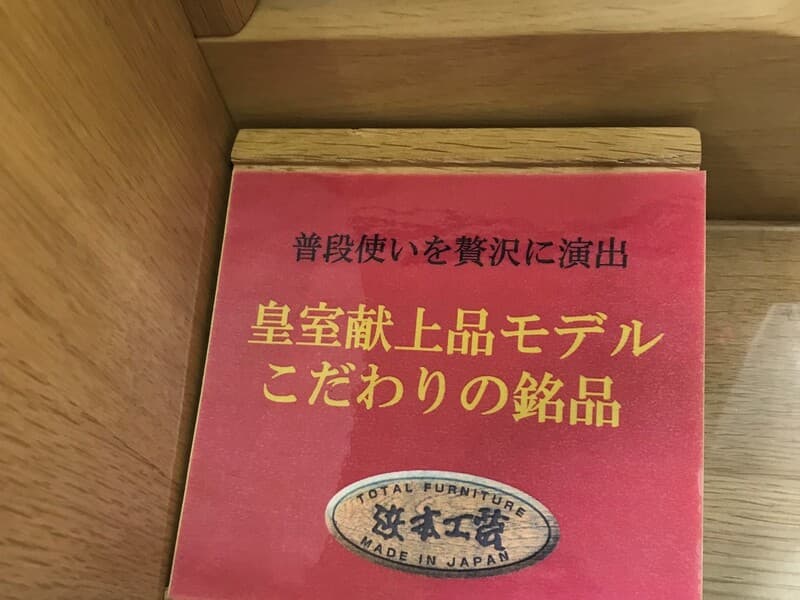 普段使いを贅沢に演出
皇室献上品モデル
こだわりの銘品
TOTAL FURNITURE
浜本工芸
MADE IN JAPAN